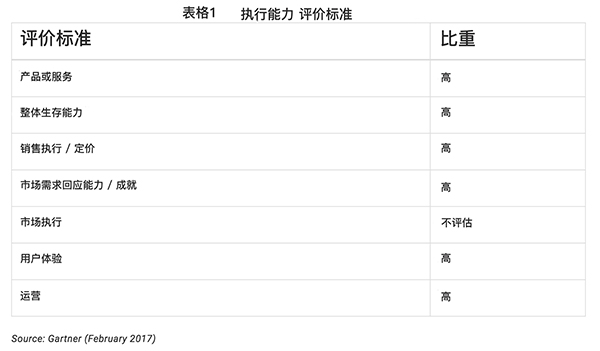 表格1 执行能力 评价标准
评价标准 比重
产品或服务 高
整体生存能力 高
销售执行 / 定价 高
市场需求回应能力 / 成就 高
市场执行 不评估
用户体验 高
运营 高
Source: Gartner (February 2017)